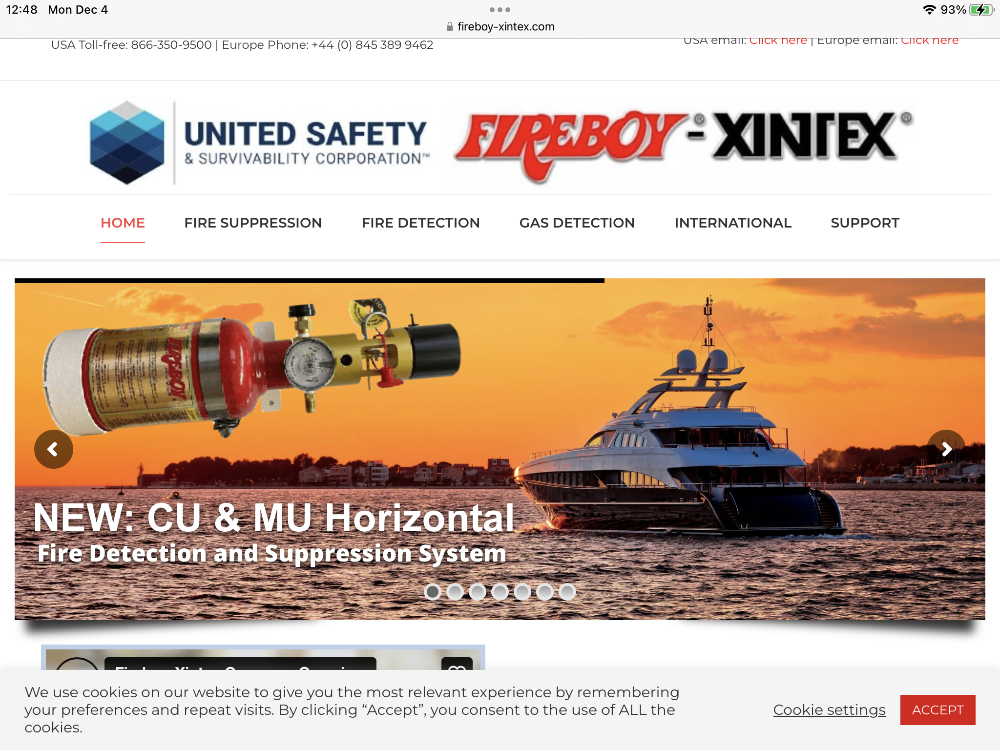 12:48 Mon Dec 4
93%
fireboy-xintex.com
USA Toll-free: 866-350-9500 | Europe Phone: +44 (0) 845 389 9462
USA email: Click here | Europe email: Click here
UNITED SAFETY
& SURVIVABILITY CORPORATION™
FIREBOY®-XINTEX®
HOME FIRE SUPPRESSION FIRE DETECTION GAS DETECTION INTERNATIONAL SUPPORT
FIREBOY
NEW: CU & MU Horizontal
Fire Detection and Suppression System
We use cookies on our website to give you the most relevant experience by remembering
your preferences and repeat visits. By clicking “Accept”, you consent to the use of ALL the
cookies.
Cookie settings
ACCEPT